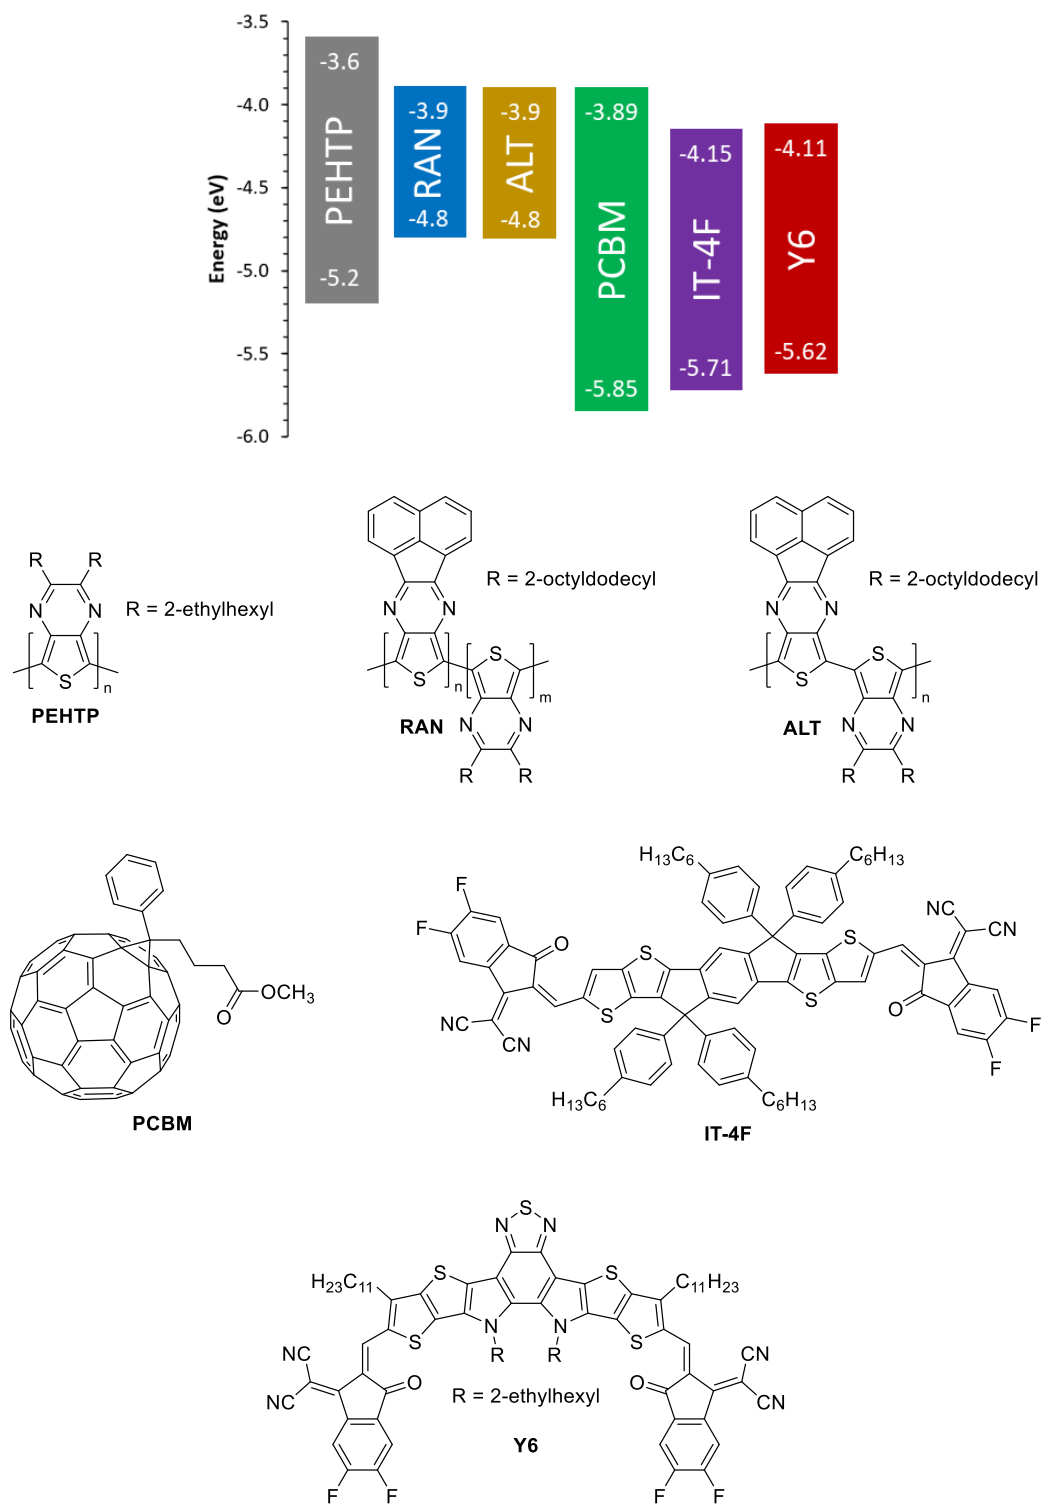 -3.5
-4.0
-4.5
-5.0
-5.5
-6.0
Energy (eV)
-3.6
PEHTP
-5.2
-3.9
RAN
-4.8
-3.9
ALT
-4.8
-3.89
PCBM
-5.85
-4.15
IT-4F
-5.71
-4.11
Y6
-5.62
R R
N N
S
n
R = 2-ethylhexyl
PEHTP
R = 2-octyldodecyl
N N
S
n
S
m
N N
R R
RAN
R = 2-octyldodecyl
N N
S
S
n
N N
R R
ALT
O
OCH3
PCBM
H13C6
C6H13
F
F
O
S
S
NC
CN
S
S
NC
CN
O
F
F
H13C6
C6H13
IT-4F
S
N N
H23C11
S
S
C11H23
S
N
N
S
R R
NC
NC
O
R = 2-ethylhexyl
O
CN
CN
F F
F F
Y6